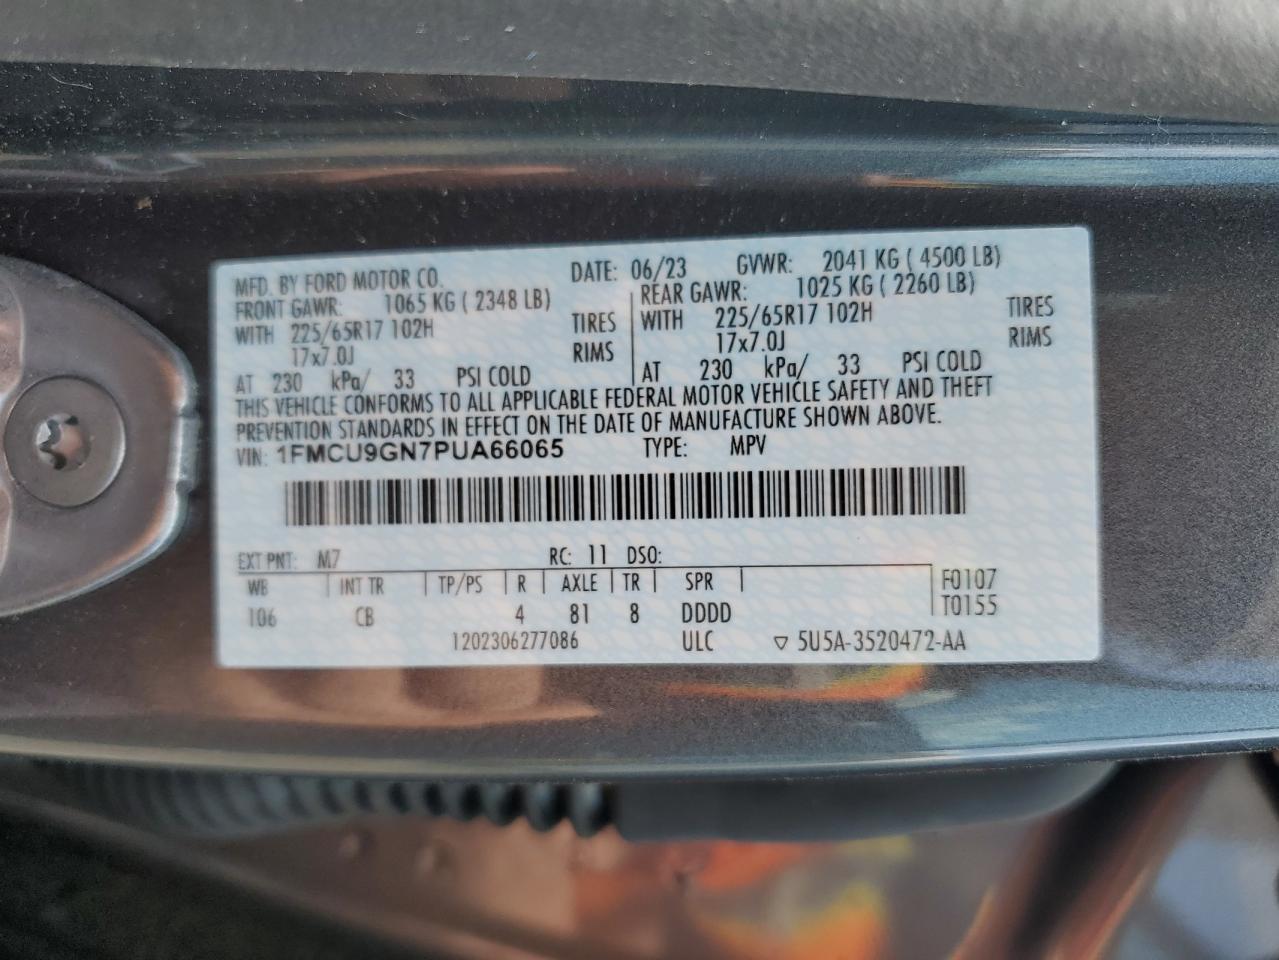 MFD. BY FORD MOTOR CO. DATE: 06/23 GVWR: 2041 KG ( 4500 LB)
FRONT GAWR: 1065 KG ( 2348 LB) REAR GAWR: 1025 KG ( 2260 LB)
WITH 225/65R17 102H TIRES WITH 225/65R17 102H TIRES
17x7.0J RIMS 17x7.0J RIMS
AT 230 kPa/ 33 PSI COLD AT 230 kPa/ 33 PSI COLD
THIS VEHICLE CONFORMS TO ALL APPLICABLE FEDERAL MOTOR VEHICLE SAFETY AND THEFT
PREVENTION STANDARDS IN EFFECT ON THE DATE OF MANUFACTURE SHOWN ABOVE.
VIN: 1FMCU9GN7PUA66065 TYPE: MPV
EXT PNT: M7 RC: 11 DSO:
WB INT TR TP/PS R AXLE TR SPR F0107
106 CB 4 81 8 DDDD T0155
1202306277086 ULC ▽ 5U5A-3520472-AA